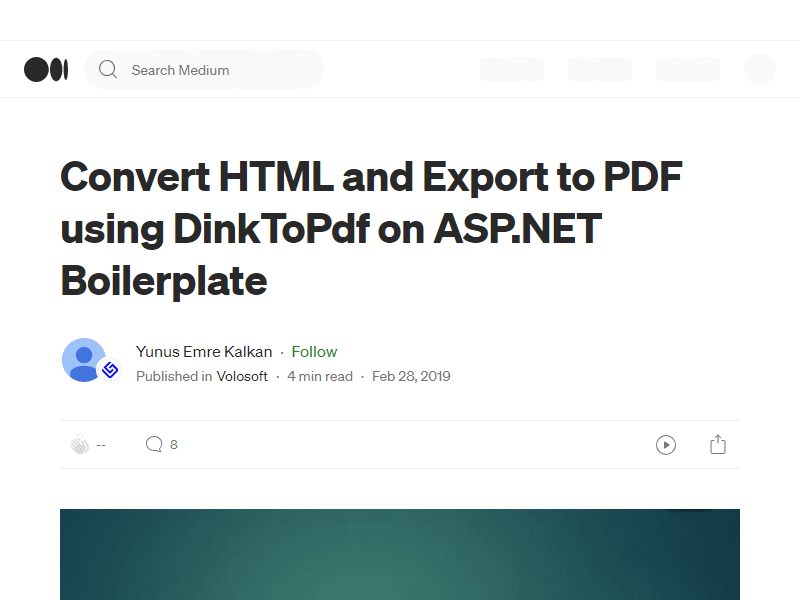 Search Medium
Convert HTML and Export to PDF
using DinkToPdf on ASP.NET
Boilerplate
Yunus Emre Kalkan · Follow
Published in Volosoft · 4 min read · Feb 28, 2019
-- 8